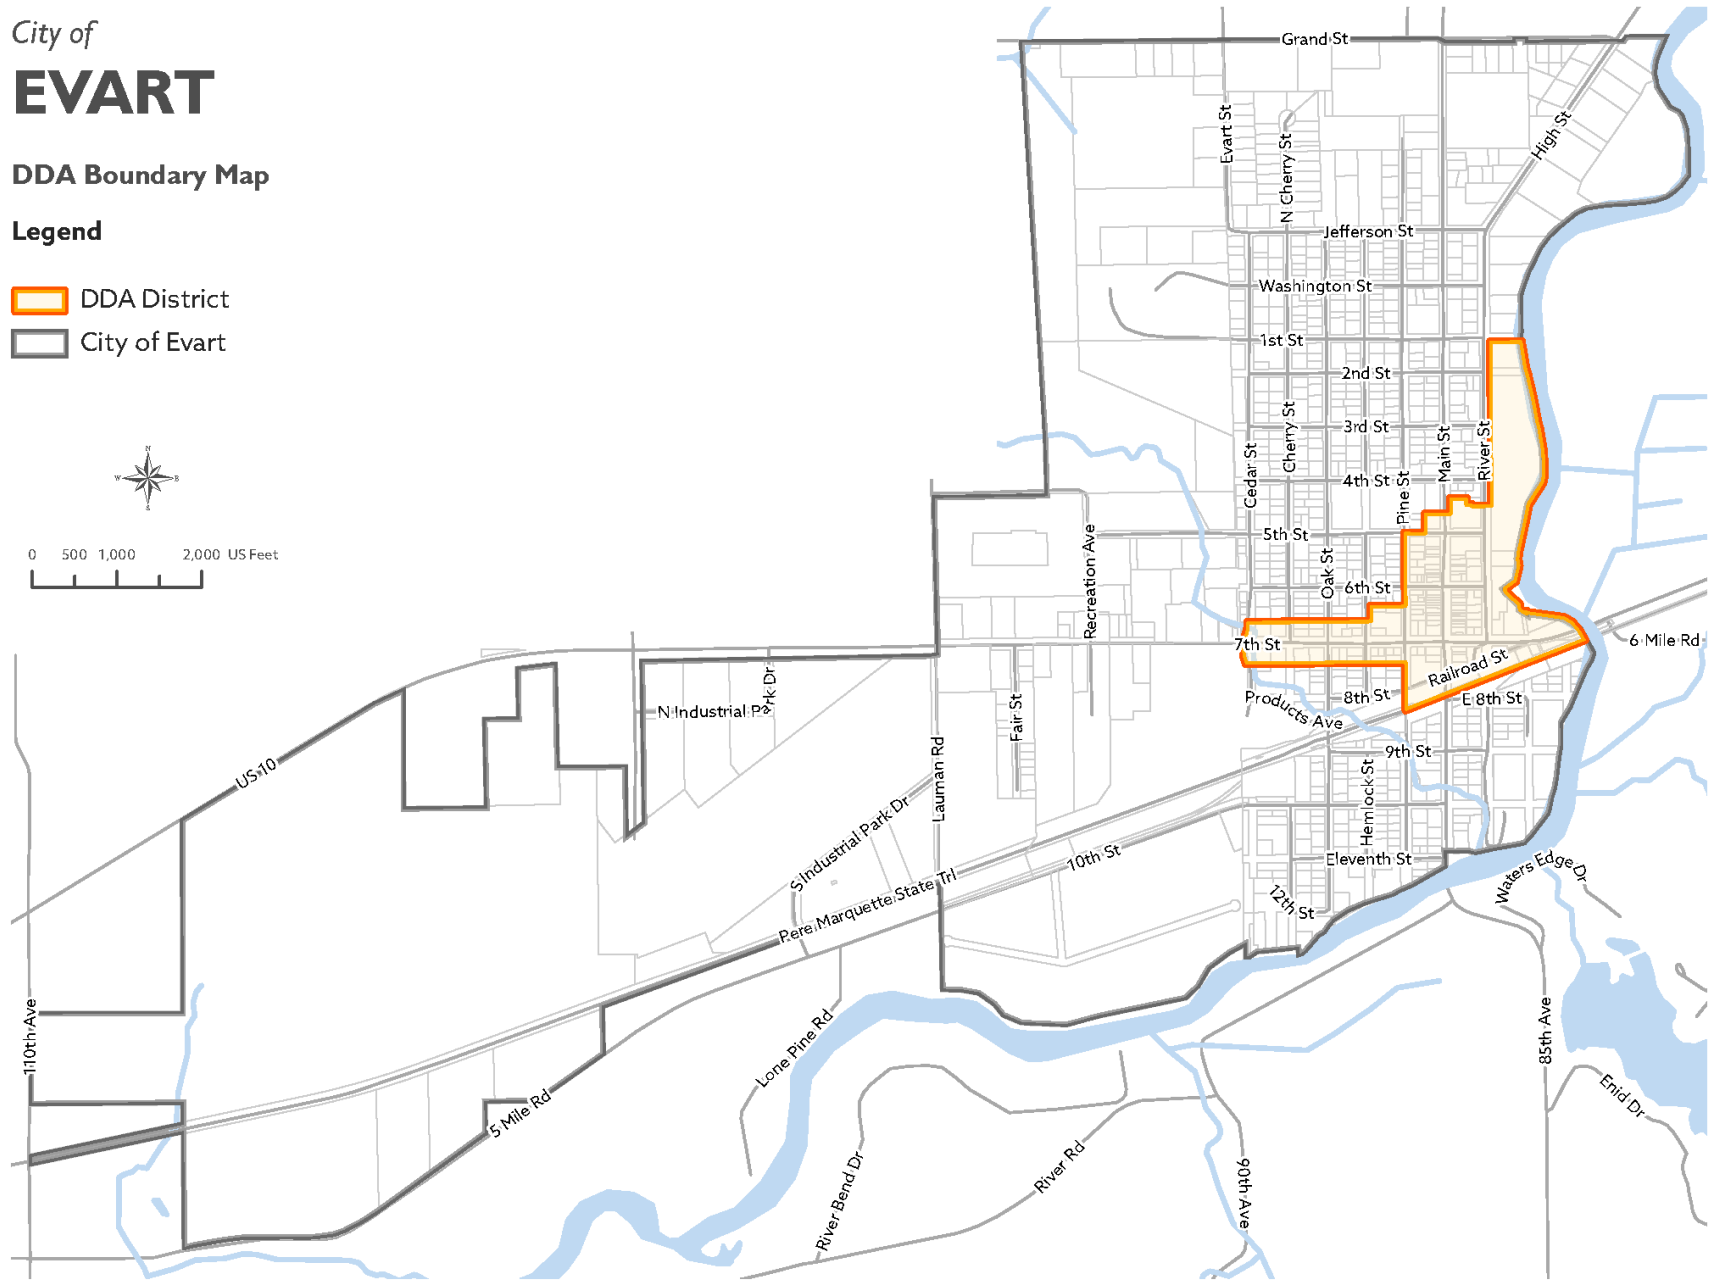 City of
EVART
DDA Boundary Map
Legend
DDA District
City of Evart
N
W
E
S
0 500 1,000 2,000 US Feet
Grand St
Evart St
N Cherry St
High St
Jefferson St
Washington St
1st St
2nd St
3rd St
4th St
5th St
6th St
7th St
8th St
E 8th St
9th St
10th St
Eleventh St
12th St
Cedar St
Cherry St
Oak St
Pine St
Main St
River St
Hemlock St
Railroad St
Products Ave
6 Mile Rd
Recreation Ave
Fair St
Lauman Rd
N Industrial Park Dr
S Industrial Park Dr
Pere Marquette State Trl
US 10
110th Ave
5 Mile Rd
Lone Pine Rd
River Bend Dr
River Rd
90th Ave
85th Ave
Enid Dr
Waters Edge Dr